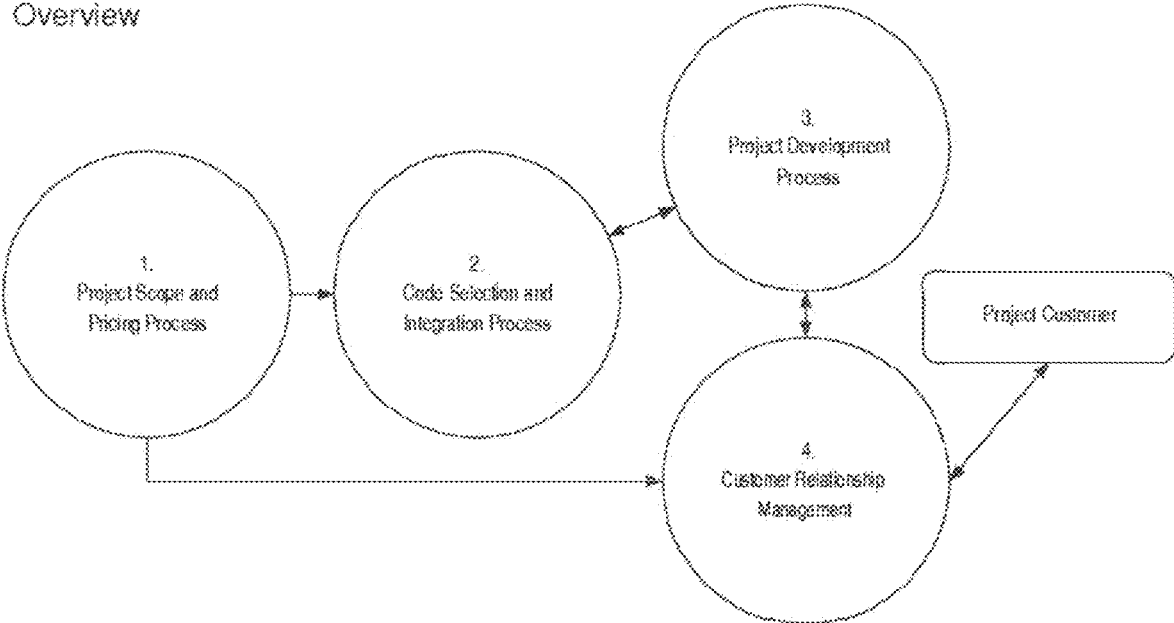 Overview
1.
Project Scope and
Pricing Process
2.
Code Selection and
Integration Process
3.
Project Development
Process
4.
Customer Relationship
Management
Project Customer